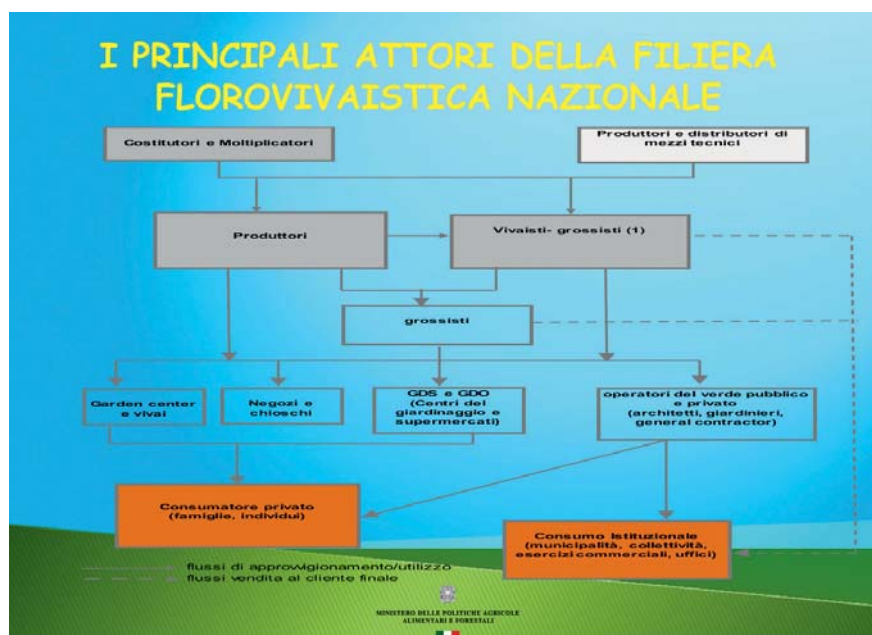 I PRINCIPALI ATTORI DELLA FILIERA
FLOROVIVAISTICA NAZIONALE
Costitutori e Moltiplicatori
Produttori e distributori di
mezzi tecnici
Produttori
Vivaisti- grossisti (1)
grossisti
Garden center
e vivai
Negozi e
chioschi
GDS e GDO
(Centri del
giardinaggio e
supermercati)
operatori del verde pubblico
e privato
(architetti, giardinieri,
general contractor)
Consumatore privato
(famiglie, individui)
Consumo Istituzionale
(municipalità, collettività,
esercizi commerciali, uffici)
flussi di approvvigionamento/utilizzo
flussi vendita al cliente finale
MINISTERO DELLE POLITICHE AGRICOLE
ALIMENTARI E FORESTALI